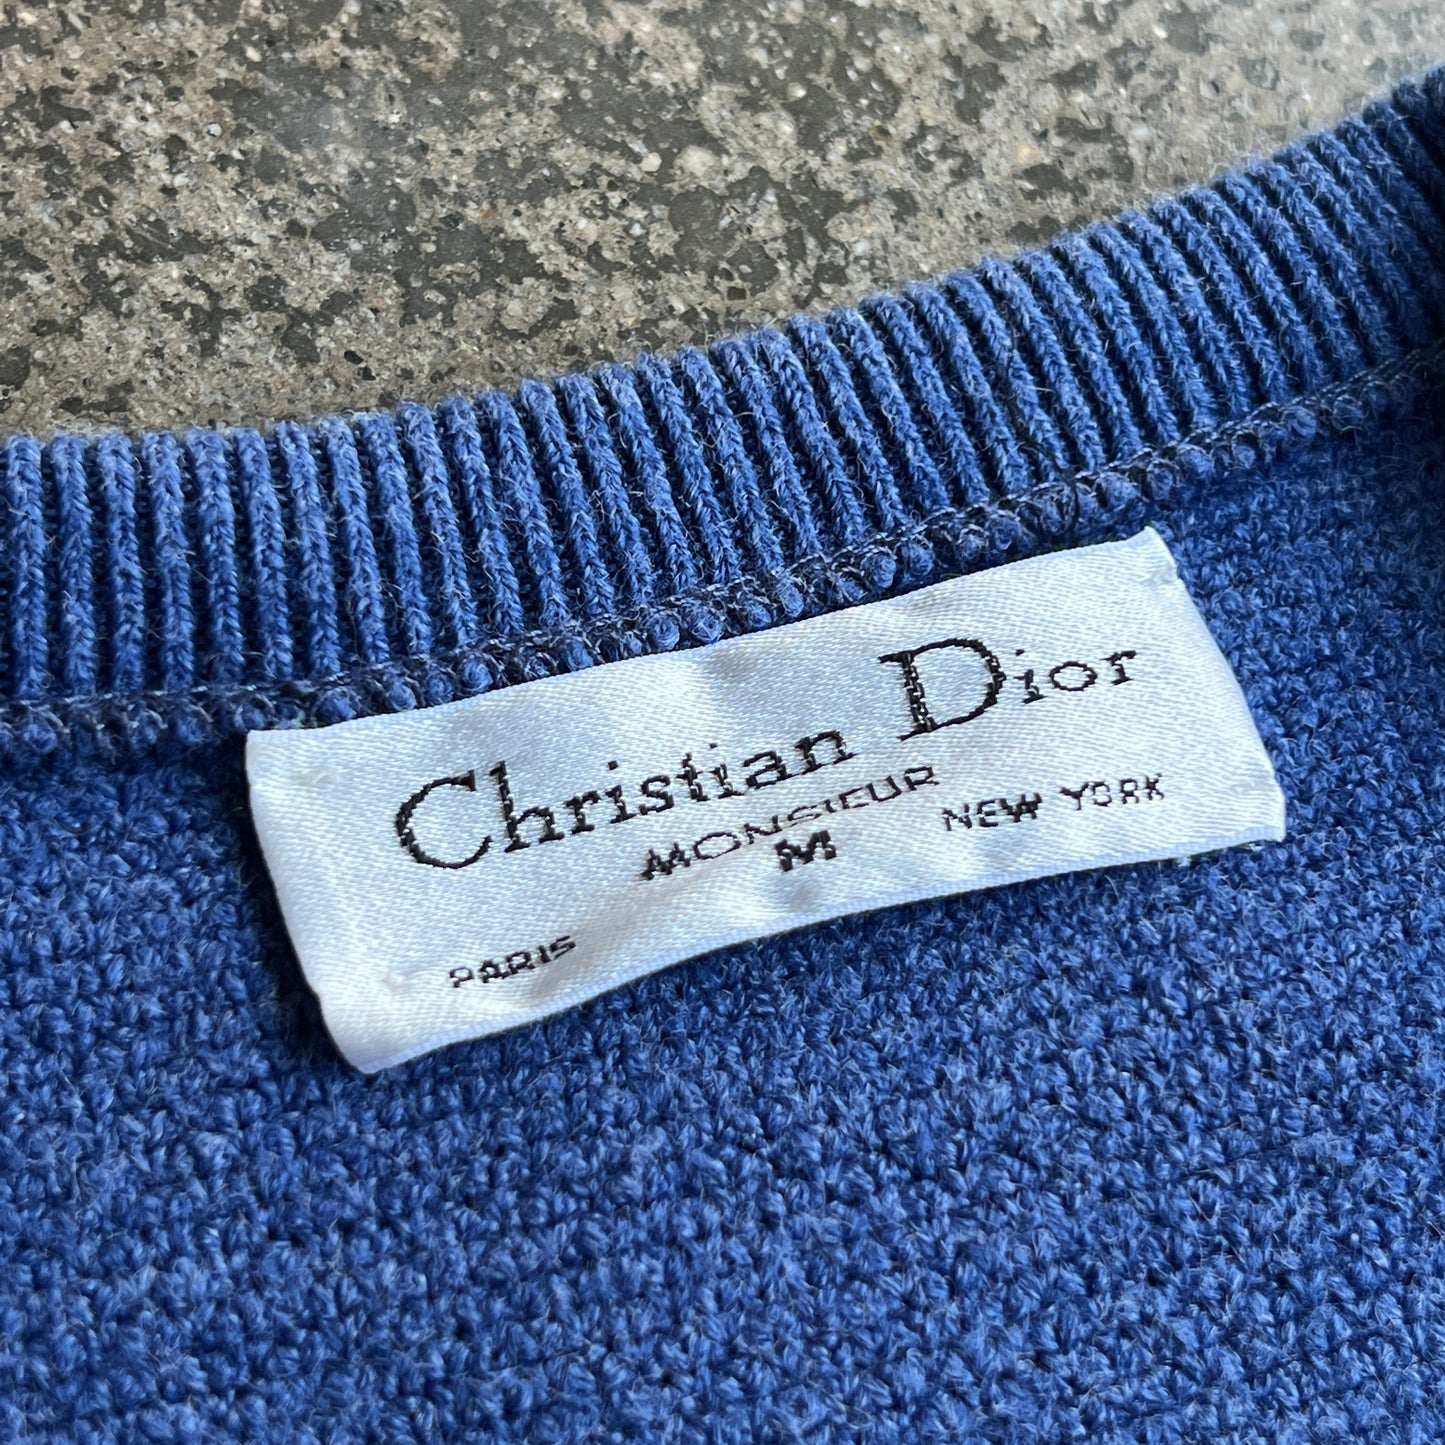 Christian Dior
MONSIEUR
M
PARIS NEW YORK